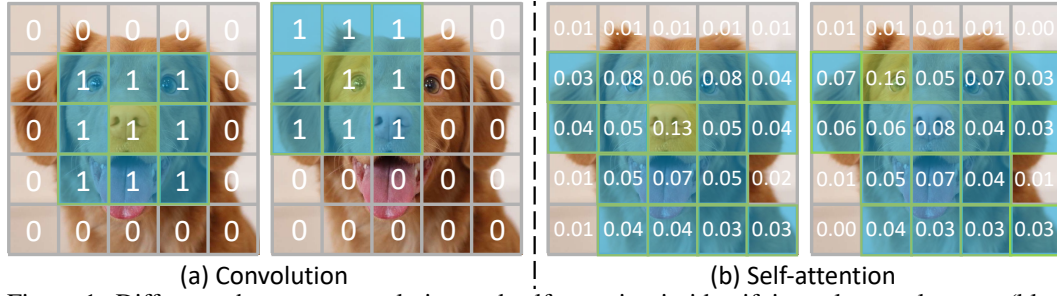 0 0 0 0 0 1 1 1 0 0 0.01 0.01 0.01 0.01 0.01 0.01 0.01 0.01 0.01 0.00
0 1 1 1 0 1 1 1 0 0 0.03 0.08 0.06 0.08 0.04 0.07 0.16 0.05 0.07 0.03
0 1 1 1 0 1 1 1 0 0 0.04 0.05 0.13 0.05 0.04 0.06 0.06 0.08 0.04 0.03
0 1 1 1 0 0 0 0 0 0 0.01 0.05 0.07 0.05 0.02 0.01 0.05 0.07 0.04 0.01
0 0 0 0 0 0 0 0 0 0 0.01 0.04 0.04 0.03 0.03 0.00 0.04 0.03 0.03 0.03
(a) Convolution (b) Self-attention